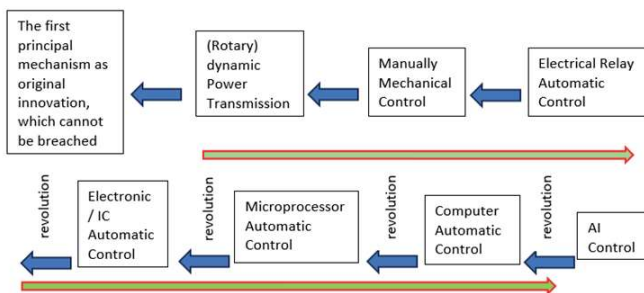 The first
principal
mechanism as
original
innovation,
which cannot
be breached
(Rotary)
dynamic
Power
Transmission
Manually
Mechanical
Control
Electrical Relay
Automatic
Control
revolution
Electronic
/ IC
Automatic
Control
revolution
Microprocessor
Automatic
Control
revolution
Computer
Automatic
Control
revolution
AI
Control